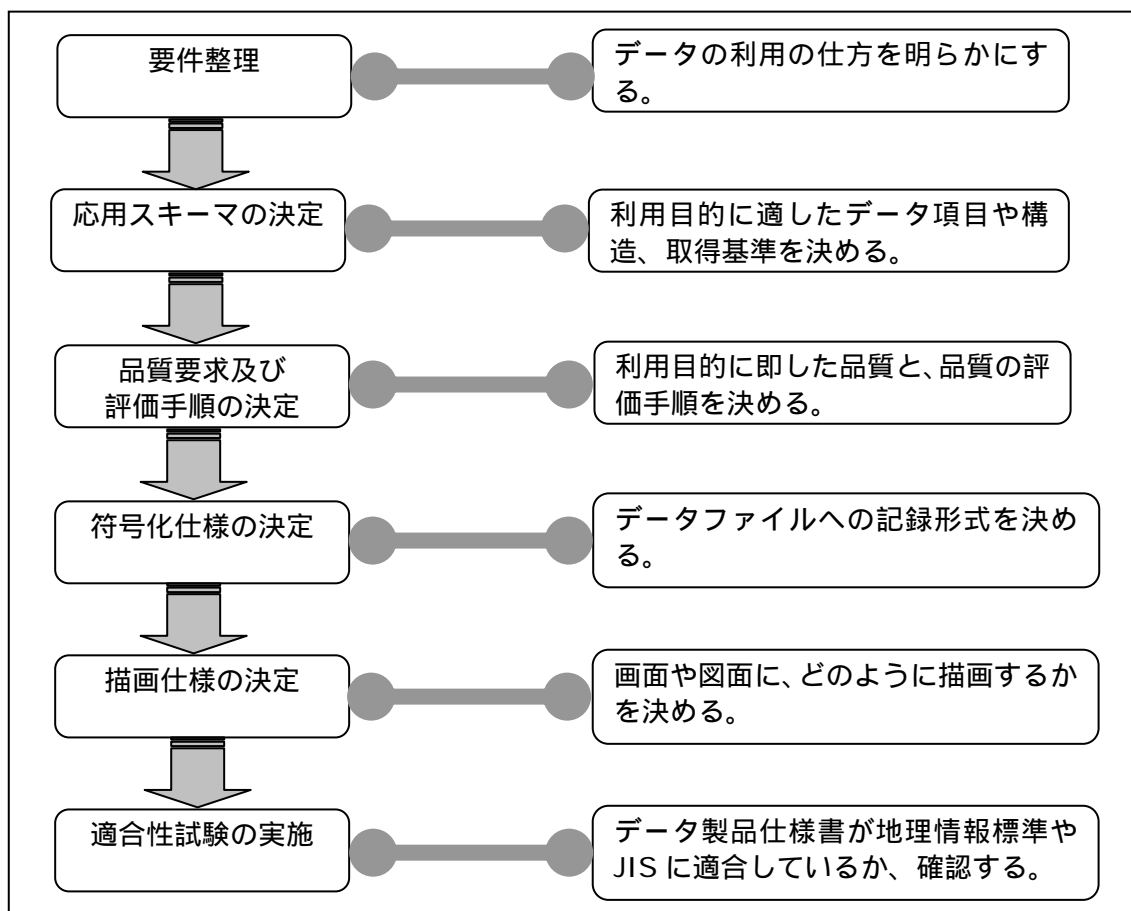 要件整理
データの利用の仕方を明らかにす
る。
応用スキーマの決定
利用目的に適したデータ項目や構
造、取得基準を決める。
品質要求及び
評価手順の決定
利用目的に即した品質と、品質の評
価手順を決める。
符号化仕様の決定
データファイルへの記録形式を決め
る。
描画仕様の決定
画面や図面に、どのように描画するか
を決める。
適合性試験の実施
データ製品仕様書が地理情報標準や
JIS に適合しているか、確認する。